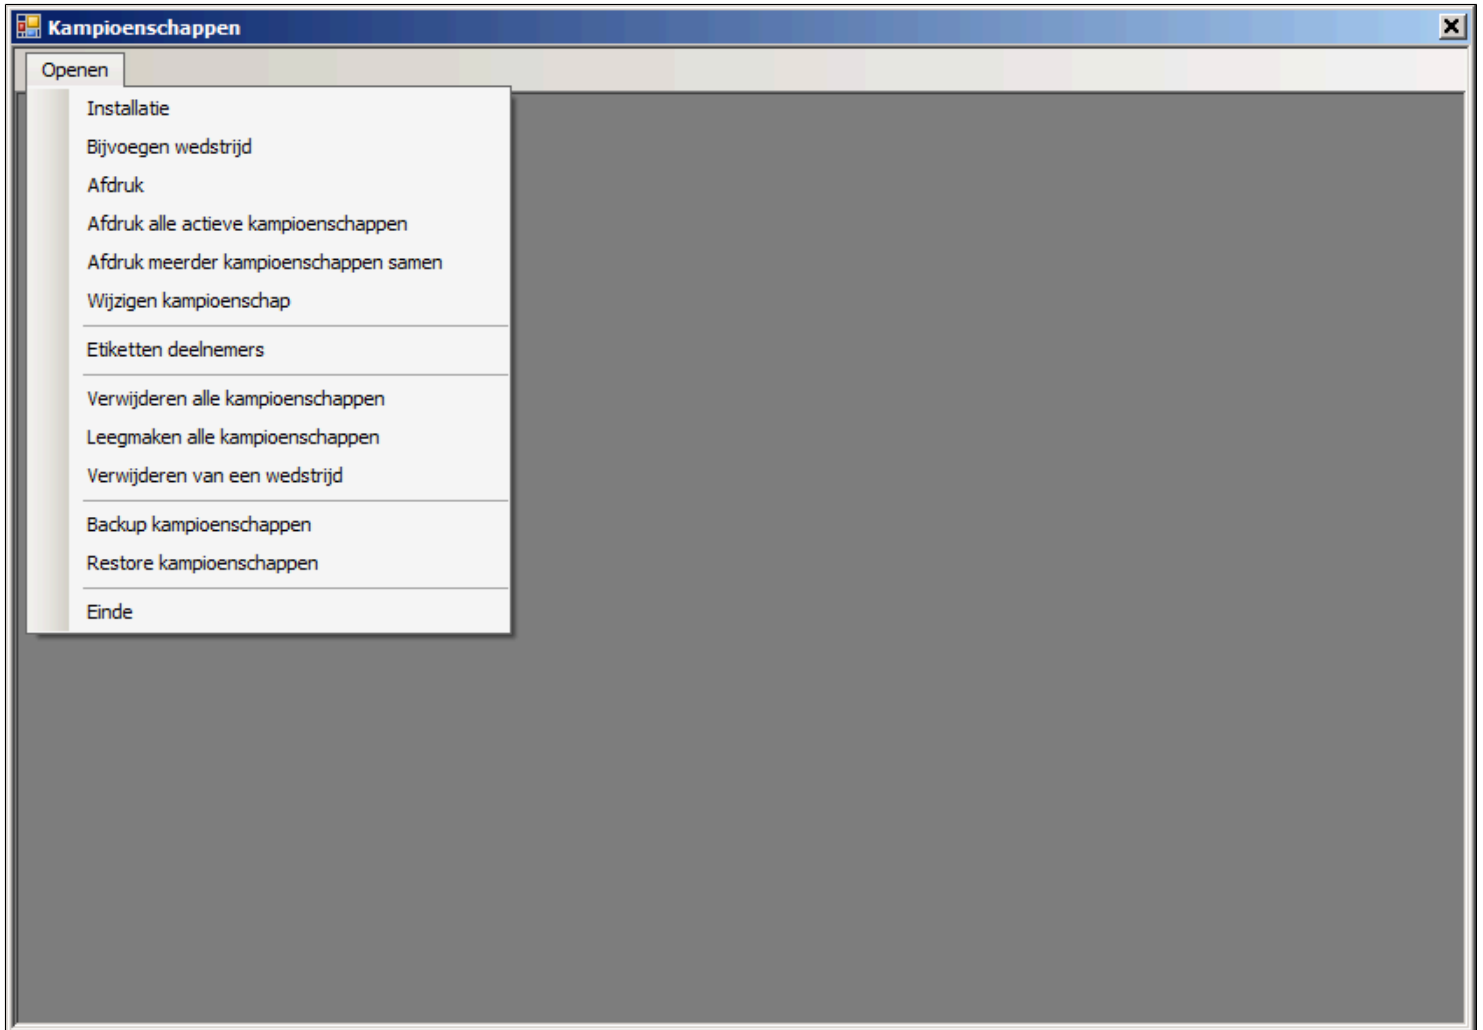 Kampioenschappen
Openen
Installatie
Bijvoegen wedstrijd
Afdruk
Afdruk alle actieve kampioenschappen
Afdruk meerder kampioenschappen samen
Wijzigen kampioenschap
Etiketten deelnemers
Verwijderen alle kampioenschappen
Leegmaken alle kampioenschappen
Verwijderen van een wedstrijd
Backup kampioenschappen
Restore kampioenschappen
Einde